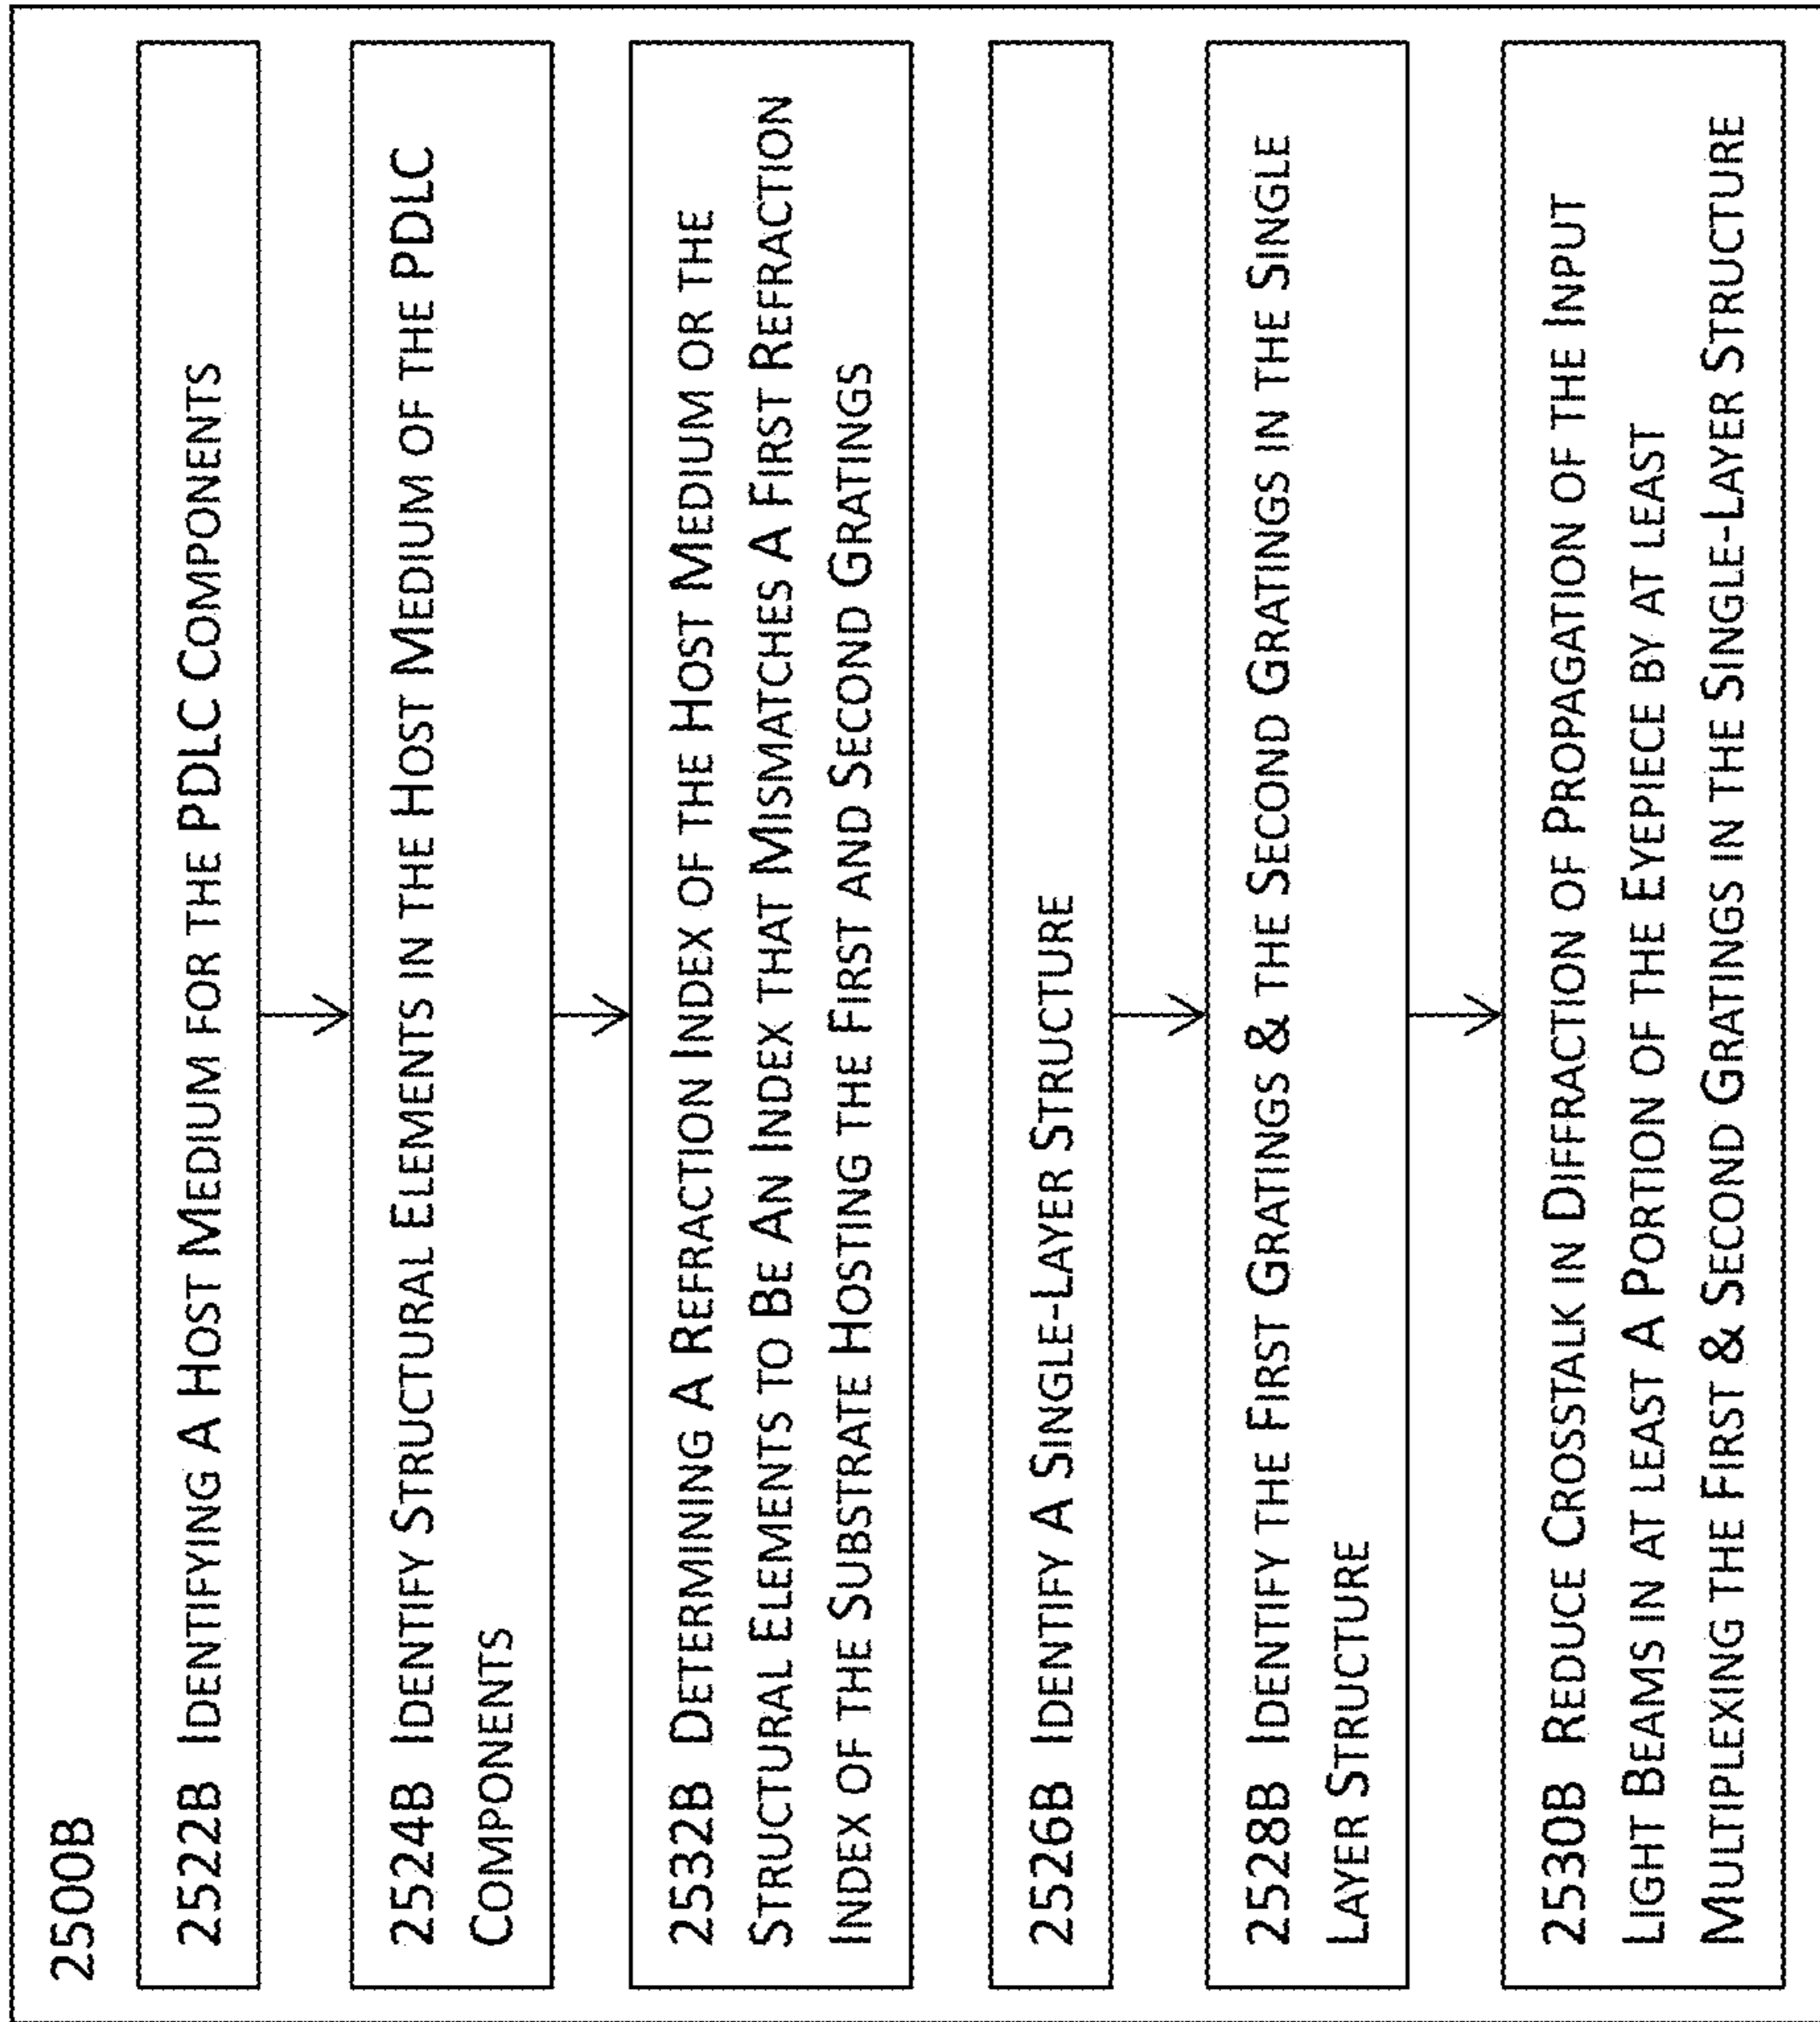 2500B
2522B Identifying A Host Medium for the PDLC Components
2524B Identify Structural Elements in the Host Medium of the PDLC
Components
2532B Determining A Refraction Index of the Host Medium or the
Structural Elements to Be An Index that Mismatches A First Refraction
Index of the Substrate Hosting the First and Second Gratings
2526B Identify A Single-Layer Structure
2528B Identify the First Gratings & the Second Gratings in the Single
Layer Structure
2530B Reduce Crosstalk in Diffraction of Propagation of the Input
Light Beams in at least A Portion of the Eyepiece by at least
Multiplexing the First & Second Gratings in the Single-Layer Structure